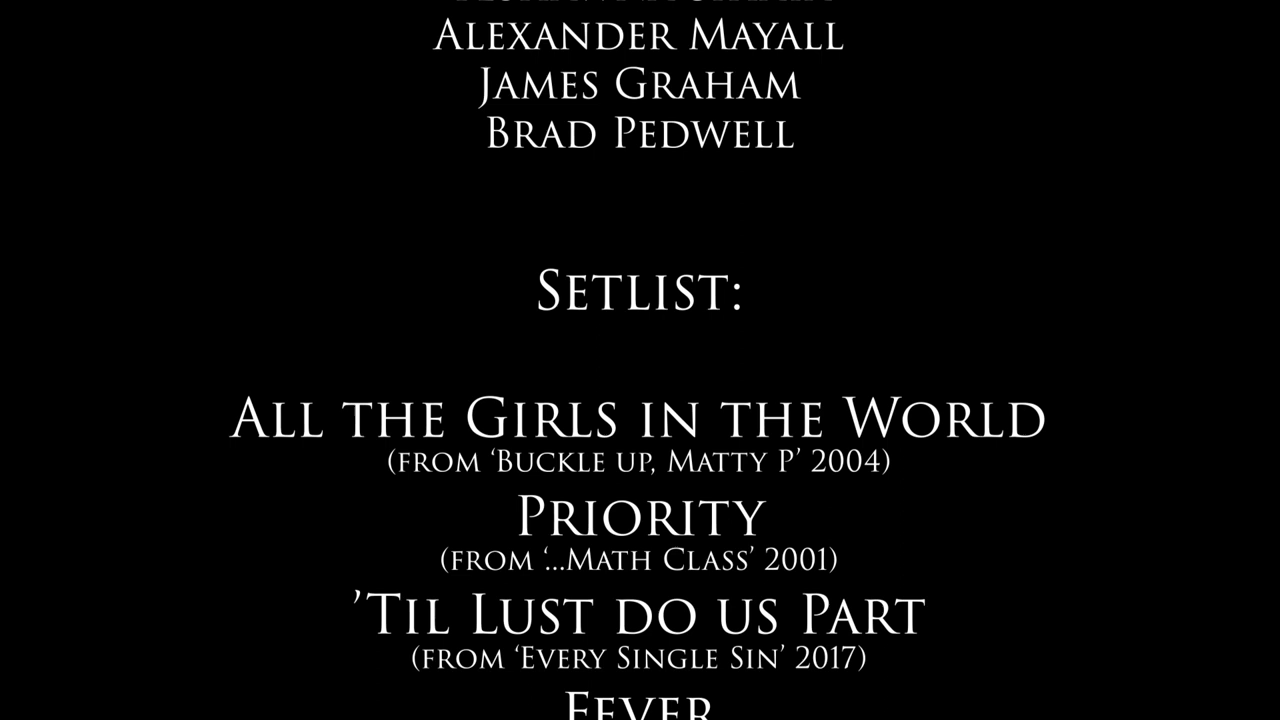 Alexander Mayall
James Graham
Brad Pedwell
Setlist:
All the Girls in the World
(from ‘Buckle up, Matty P’ 2004)
Priority
(from ‘...Math Class’ 2001)
’Til Lust do us Part
(from ‘Every Single Sin’ 2017)
Fever